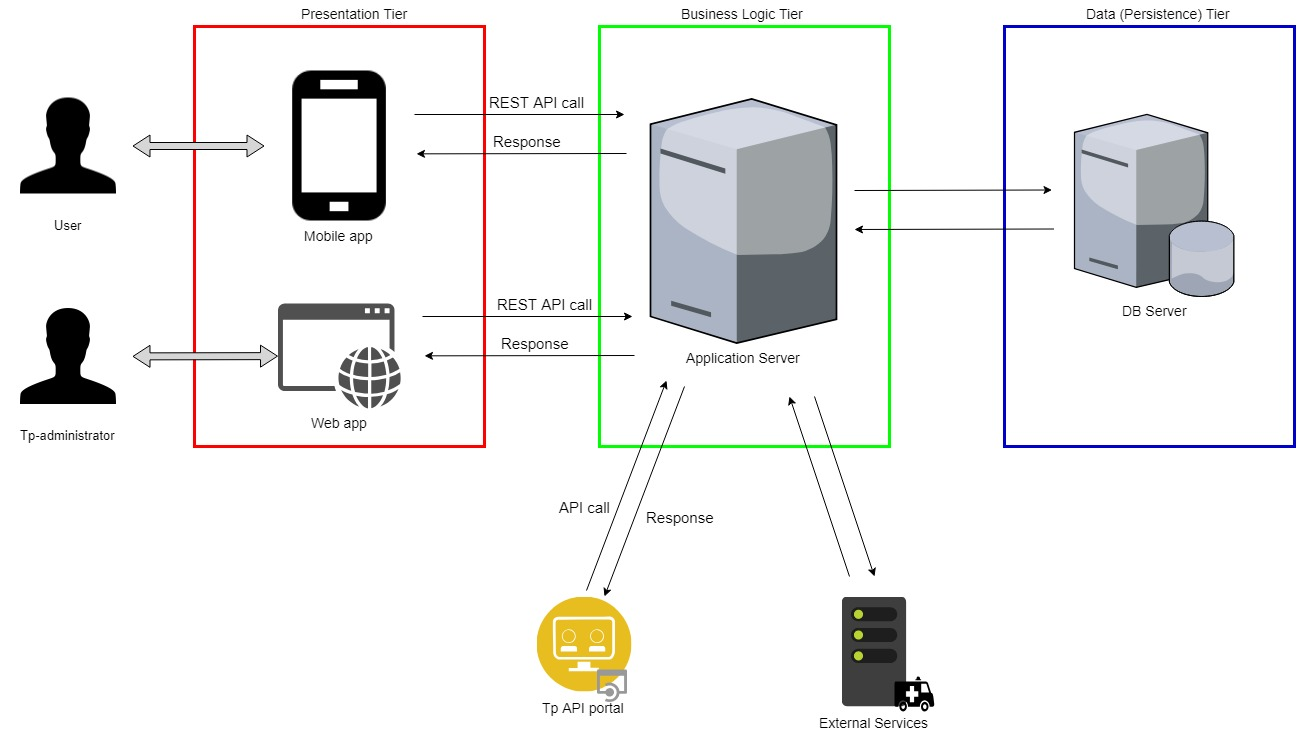 Presentation Tier
Business Logic Tier
Data (Persistence) Tier
REST API call
Response
User
Mobile app
REST API call
Response
DB Server
Application Server
Web app
Tp-administrator
API call
Response
Tp API portal
External Services